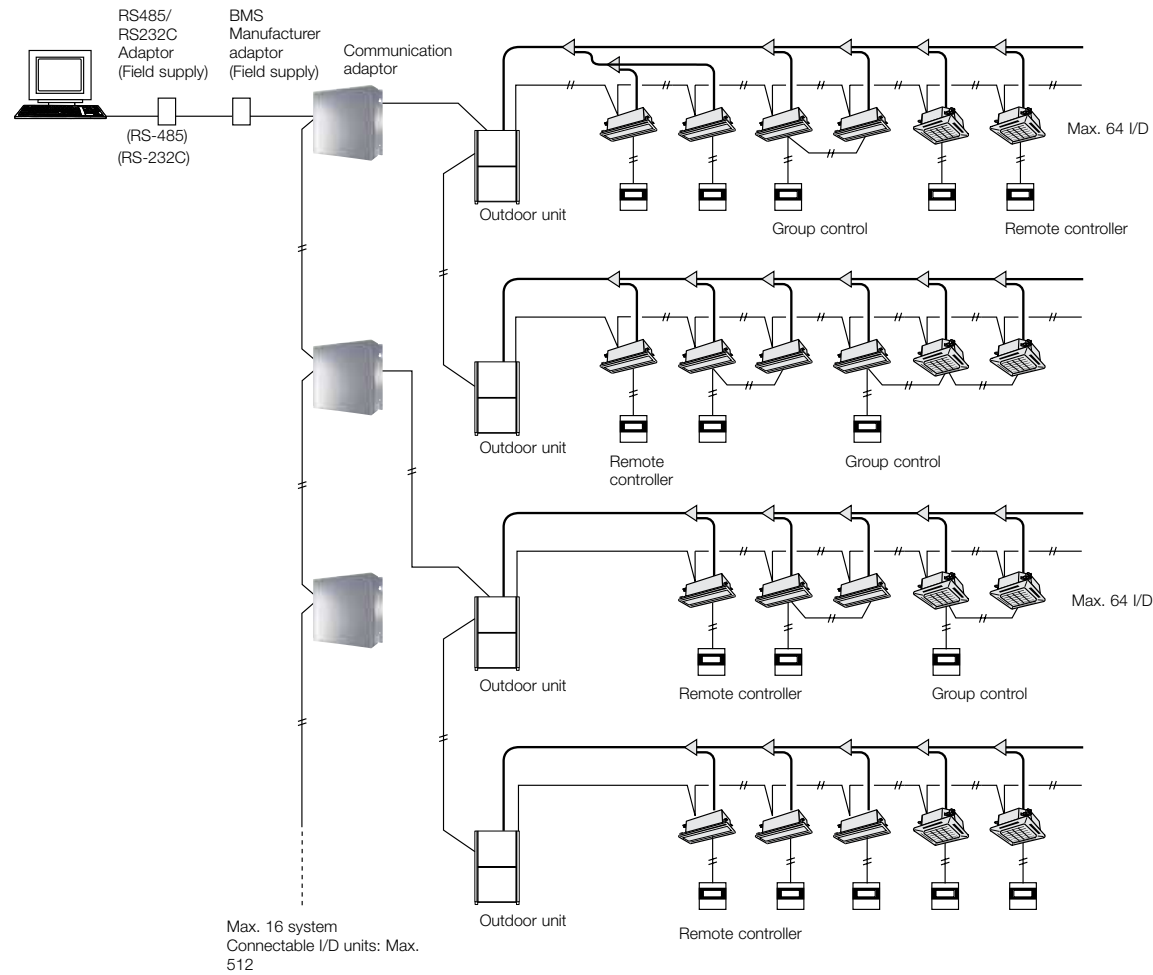 RS485/
RS232C
Adaptor
(Field supply)
BMS
Manufacturer
adaptor
(Field supply)
Communication
adaptor
(RS-485)
(RS-232C)
Max. 64 I/D
Outdoor unit
Group control
Remote controller
Outdoor unit
Remote
controller
Group control
Max. 64 I/D
Outdoor unit
Remote controller
Group control
Outdoor unit
Remote controller
Max. 16 system
Connectable I/D units: Max.
512